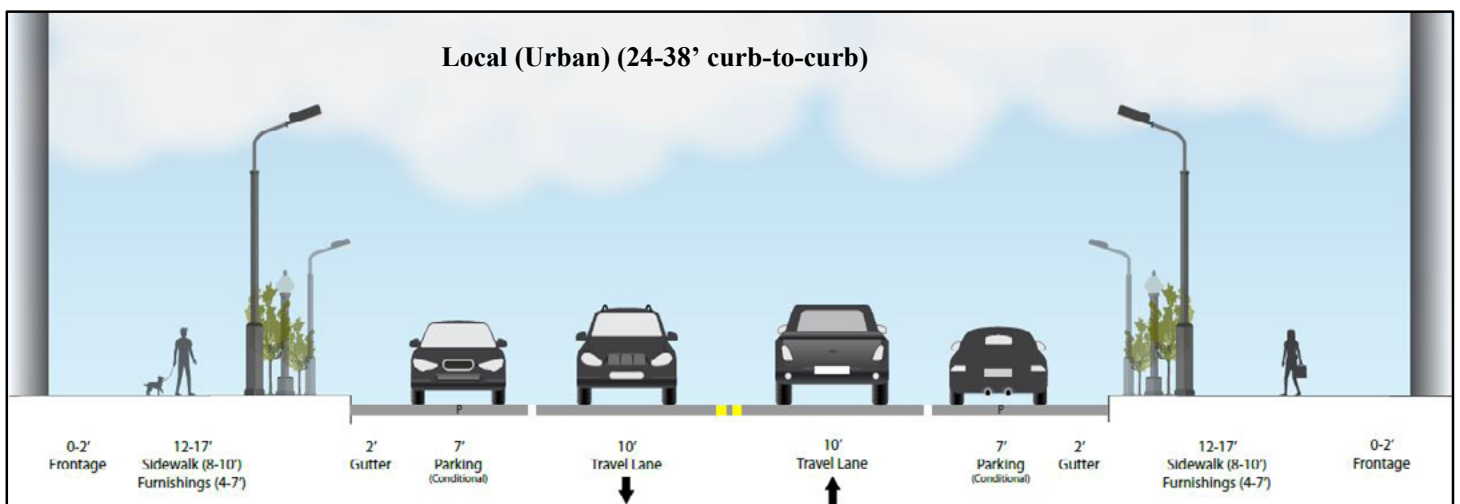 Local (Urban) (24-38’ curb-to-curb)
P
P
0-2'
Frontage
12-17'
Sidewalk (8-10')
Furnishings (4-7')
2'
Gutter
7'
Parking
(Conditional)
10'
Travel Lane
10'
Travel Lane
7'
Parking
(Conditional)
2'
Gutter
12-17'
Sidewalk (8-10')
Furnishings (4-7')
0-2'
Frontage